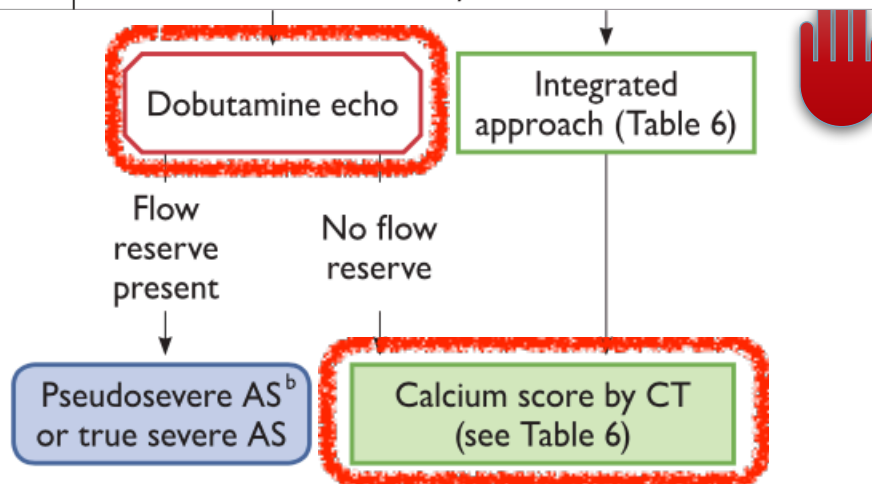 Dobutamine echo
Integrated
approach (Table 6)
Flow
reserve
present
No flow
reserve
Pseudosevere ASᵇ
or true severe AS
Calcium score by CT
(see Table 6)